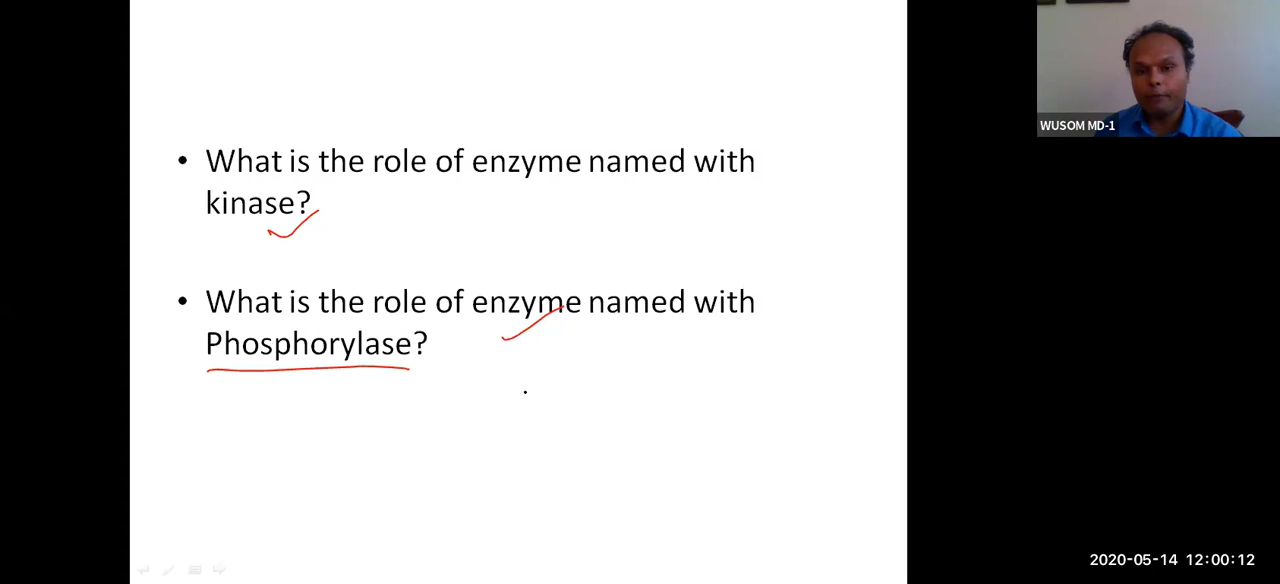 • What is the role of enzyme named with
kinase?
• What is the role of enzyme named with
Phosphorylase?
WUSOM MD-1
2020-05-14 12:00:12